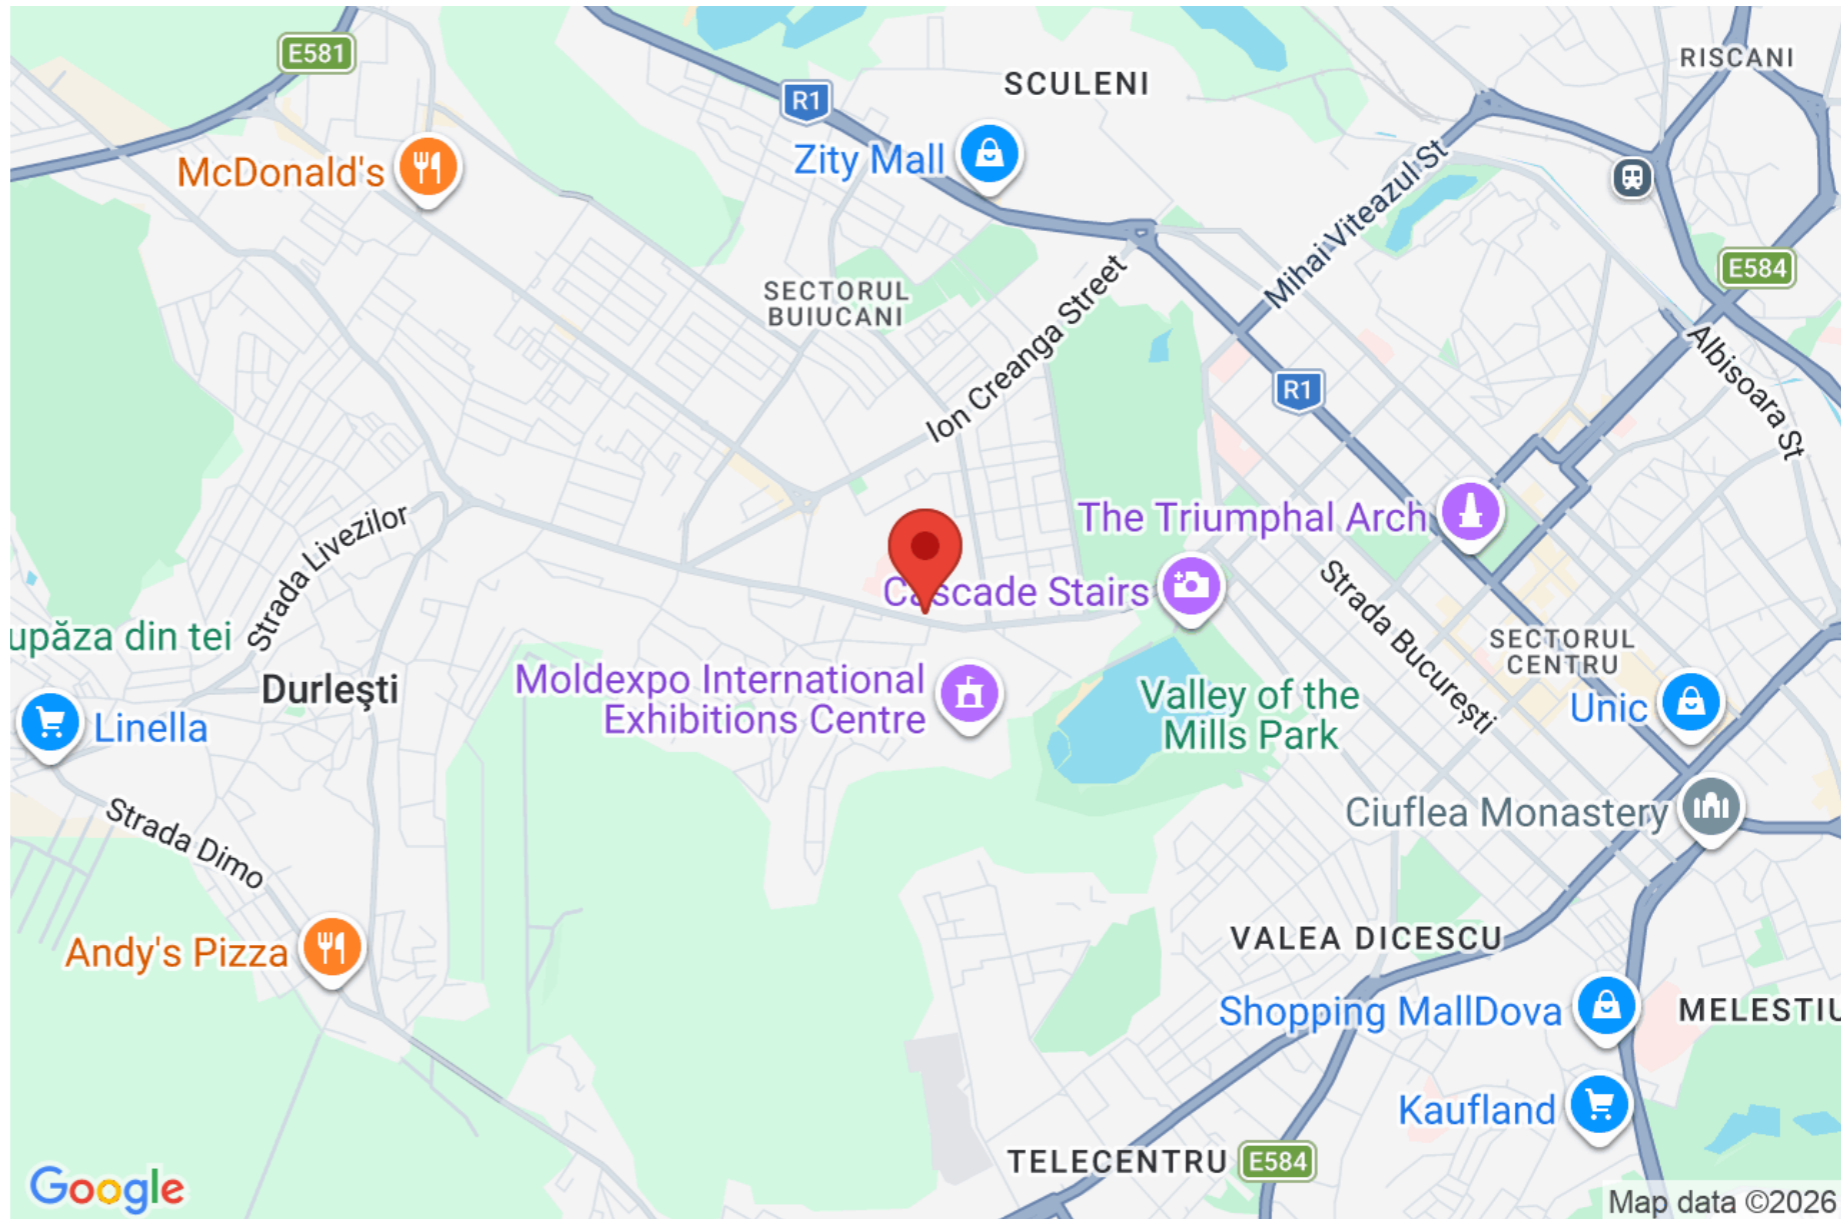 E581
R1
SCULENI
RISCANI
McDonald's
Zity Mall
Mihai Viteazul St
E584
SECTORUL
BUIUCANI
Ion Creanga Street
Albisoara St
R1
The Triumphal Arch
Strada Livezilor
Cascade Stairs
Strada București
upăza din tei
SECTORUL
CENTRU
Durleşti
Moldexpo International
Exhibitions Centre
Valley of the
Mills Park
Unic
Linella
Strada Dimo
Ciuflea Monastery
VALEA DICESCU
Andy's Pizza
Shopping MallDova
MELESTIU
Kaufland
TELECENTRU
E584
Google
Map data ©2026